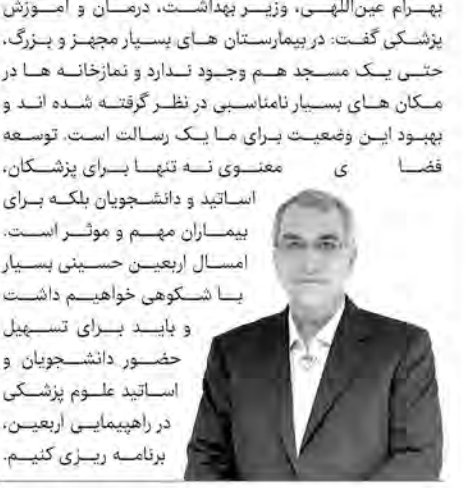 بهرام عین‌اللهی، وزیر بهداشت، درمان و آموزش
پزشکی گفت: در بیمارستان های بسیار مجهز و بزرگ،
حتی یک مسجد هم وجود ندارد و نمازخانه ها در
مکان های بسیار نامناسبی در نظر گرفته شده اند و
بهبود این وضعیت برای ما یک رسالت است. توسعه
فضا ی معنوی نه تنها برای پزشکان،
اساتید و دانشجویان بلکه برای
بیماران مهم و موثر است.
امسال اربعین حسینی بسیار
با شکوهی خواهیم داشت
و باید برای تسهیل
حضور دانشجویان و
اساتید علوم پزشکی
در راهپیمایی اربعین،
برنامه ریزی کنیم.